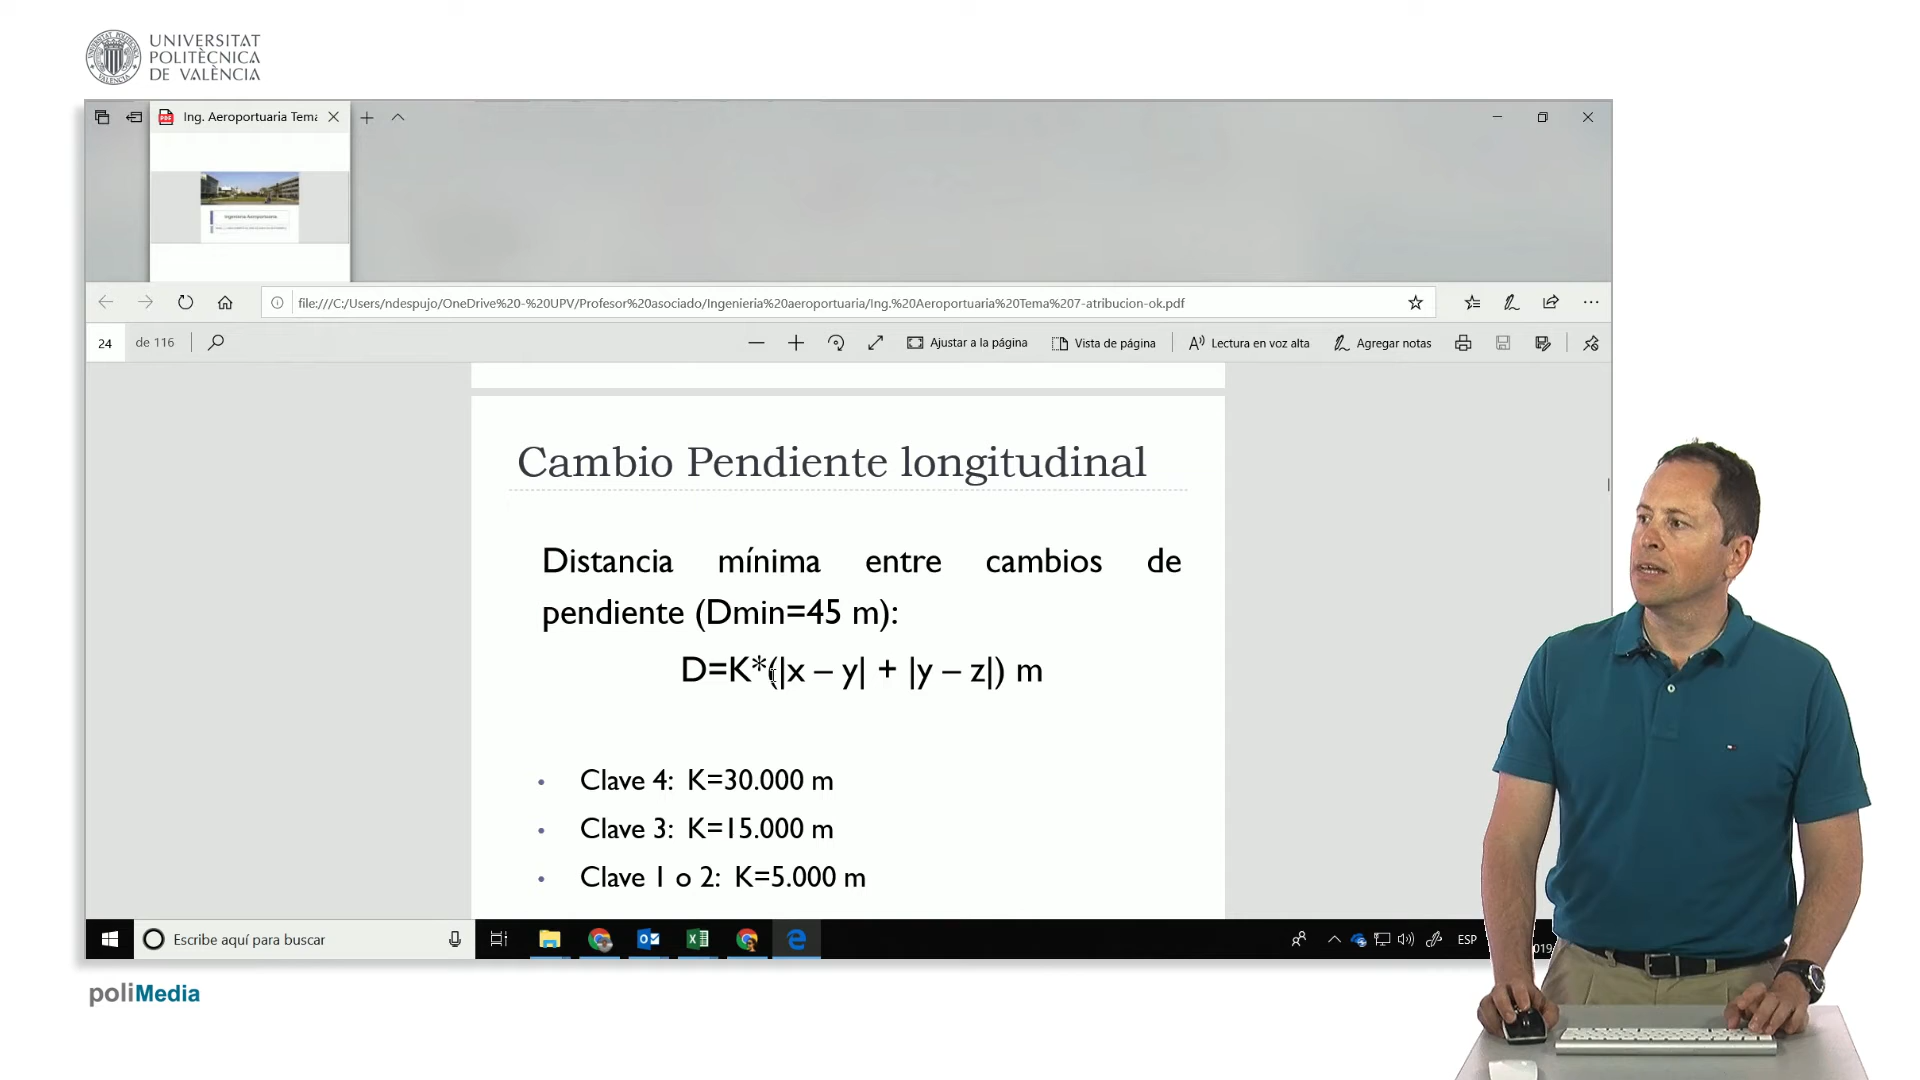 UNIVERSITAT
POLITÈCNICA
DE VALÈNCIA
Ing. Aeroportuaria Tema
Ingeniería Aeroportuaria
file:///C:/Users/ndespujo/OneDrive%20-%20UPV/Profesor%20asociado/Ingenieria%20aeroportuaria/Ing.%20Aeroportuaria%20Tema%207-atribucion-ok.pdf
24 de 116
Ajustar a la página
Vista de página
Lectura en voz alta
Agregar notas
Cambio Pendiente longitudinal
Distancia mínima entre cambios de
pendiente (Dmin=45 m):
D=K*(|x – y| + |y – z|) m
• Clave 4: K=30.000 m
• Clave 3: K=15.000 m
• Clave 1 o 2: K=5.000 m
Escribe aquí para buscar
ESP
019
poliMedia